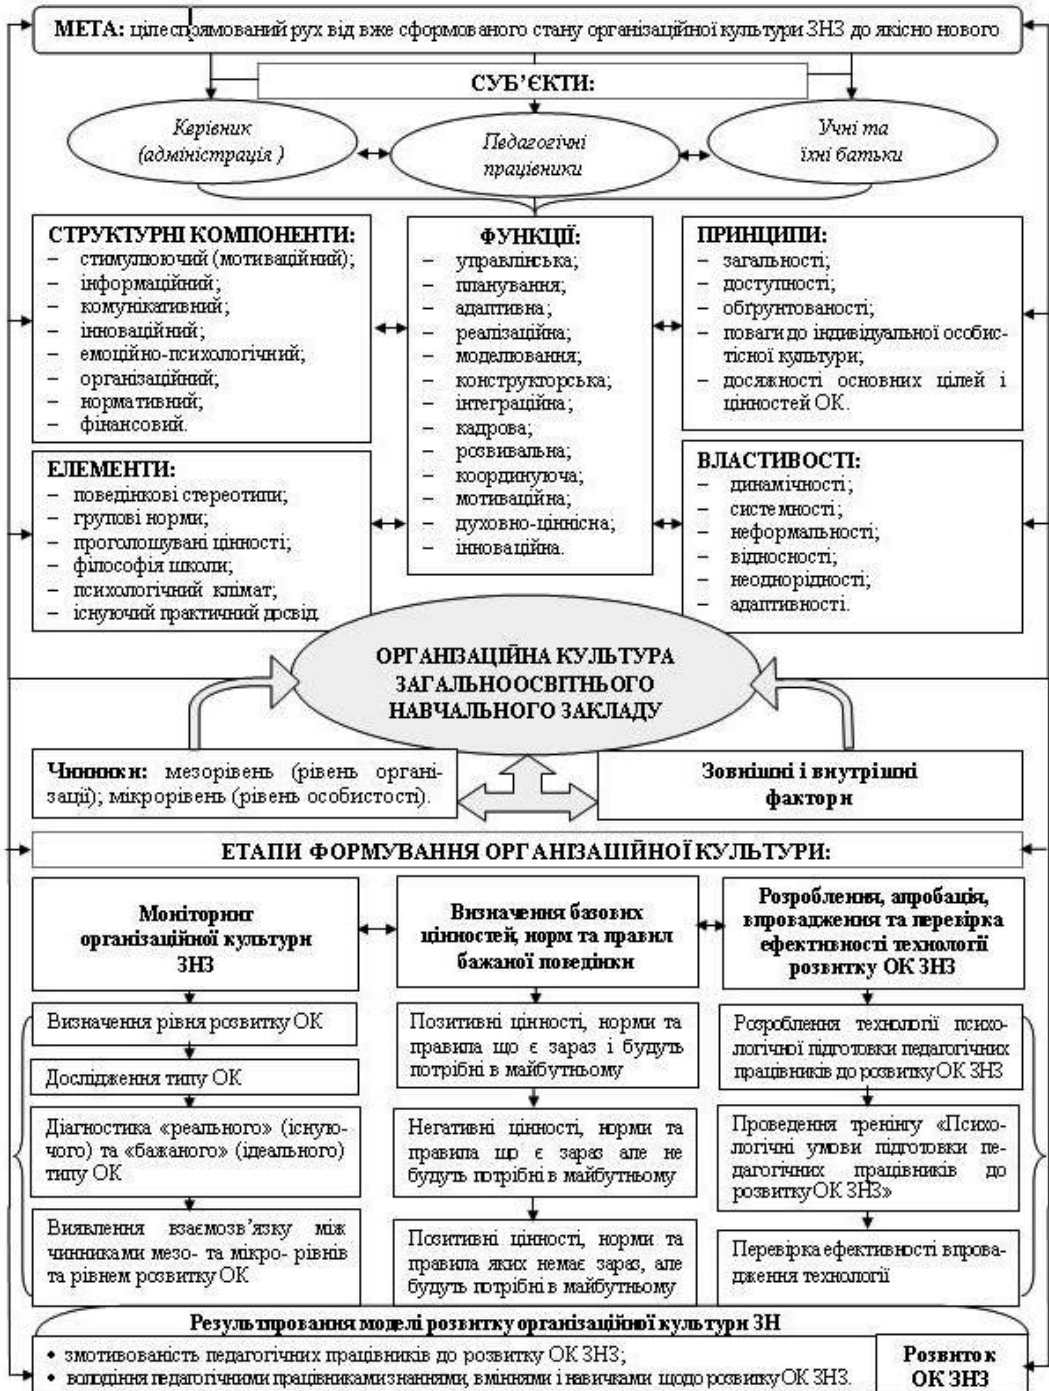 МЕТА: цілеспрямований рух від вже сформованого стану організаційної культури ЗНЗ до якісно нового
СУБ’ЄКТИ:
Керівник
(адміністрація )
Педагогічні
працівники
Учні та
їхні батьки
СТРУКТУРНІ КОМПОНЕНТИ:
– стимулюючий (мотиваційний);
– інформаційний;
– комунікативний;
– інноваційний;
– емоційно-психологічний;
– організаційний;
– нормативний;
– фінансовий.
ФУНКЦІЇ:
– управлінська;
– планування;
– адаптивна;
– реалізаційна;
– моделювання;
– конструкторська;
– інтеграційна;
– кадрова;
– розвивальна;
– координуюча;
– мотиваційна;
– духовно-ціннісна;
– інноваційна.
ПРИНЦИПИ:
– загальності;
– доступності;
– обґрунтованості;
– поваги до індивідуальної особис-
тісної культури;
– досяжності основних цілей і
цінностей ОК.
ЕЛЕМЕНТИ:
– поведінкові стереотипи;
– групові норми;
– проголошувані цінності;
– філософія школи;
– психологічний клімат;
– існуючий практичний досвід.
ВЛАСТИВОСТІ:
– динамічності;
– системності;
– неформальності;
– відносності;
– неоднорідності;
– адаптивності.
ОРГАНІЗАЦІЙНА КУЛЬТУРА
ЗАГАЛЬНООСВІТНЬОГО
НАВЧАЛЬНОГО ЗАКЛАДУ
Чинники: мезорівень (рівень органі-
зації); мікрорівень (рівень особистості).
Зовнішні і внутрішні
фактори
ЕТАПИ ФОРМУВАННЯ ОРГАНІЗАЦІЙНОЇ КУЛЬТУРИ:
Моніторинг
організаційної культури
ЗНЗ
Визначення базових
цінностей, норм та правил
бажаної поведінки
Розроблення, апробація,
впровадження та перевірка
ефективності технології
розвитку ОК ЗНЗ
Визначення рівня розвитку ОК
Дослідження типу ОК
Діагностика «реального» (існую-
чого) та «бажаного» (ідеального)
типу ОК
Виявлення взаємозв’язку між
чинниками мезо- та мікро- рівнів
та рівнем розвитку ОК
Позитивні цінності, норми та
правила що є зараз і будуть
потрібні в майбутньому
Негативні цінності, норми та
правила що є зараз але не
будуть потрібні в майбутньому
Позитивні цінності, норми та
правила яких немає зараз, але
будуть потрібні в майбутньому
Розроблення технології психо-
логічної підготовки педагогічних
працівників до розвитку ОК ЗНЗ
Проведення тренінгу «Психо-
логічні умови підготовки пе-
дагогічних працівників до
розвитку ОК ЗНЗ»
Перевірка ефективності впрова-
дження технології
Результпровання моделі розвитку організаційної культури ЗН
• змотивованість педагогічних працівників до розвитку ОК ЗНЗ;
• володіння педагогічними працівниками знаннями, вміннями і навичками щодо розвитку ОК ЗНЗ.
Розвиток
ОК ЗНЗ